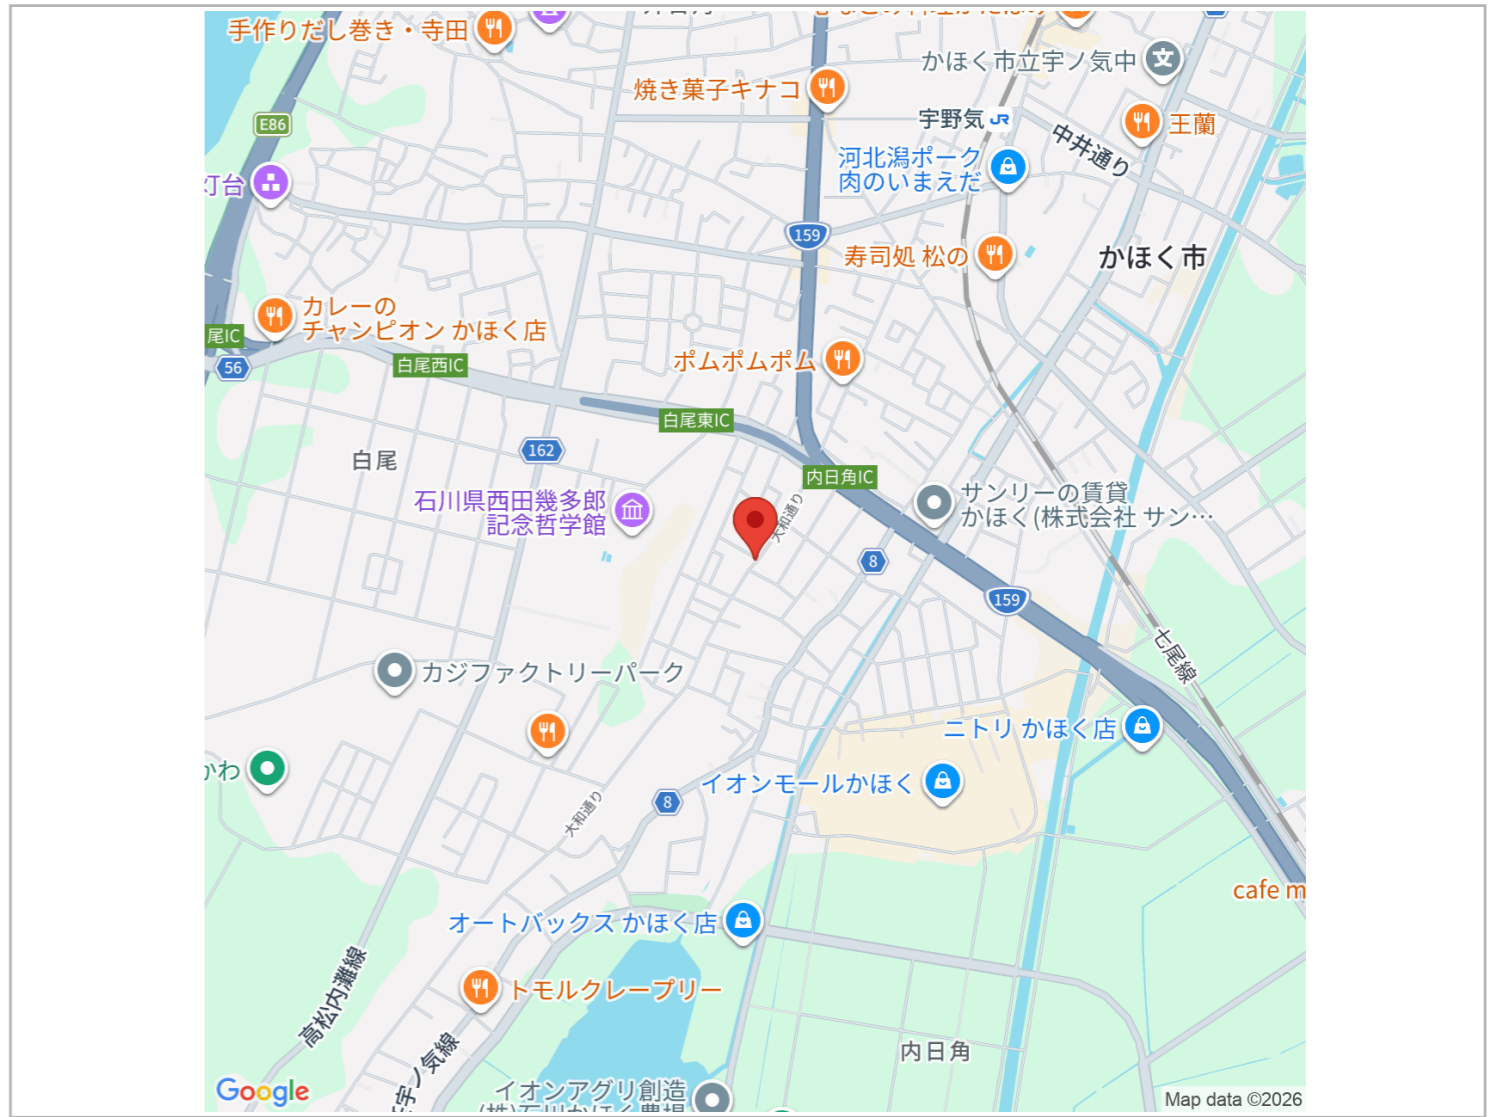 手作りだし巻き・寺田
焼き菓子キナコ
かほく市立宇ノ気中
宇野気 JR
王蘭
中井通り
E86
河北潟ポーク
肉のいまえだ
灯台
159
寿司処 松の
かほく市
カレーの
チャンピオン かほく店
尾IC
56
白尾西IC
ポムポムポム
白尾東IC
白尾
162
内日角IC
石川県西田幾多郎
記念哲学館
大和通り
サンリーの賃貸
かほく(株式会社 サン…
8
159
七尾線
カジファクトリーパーク
ニトリ かほく店
かわ
イオンモールかほく
8
大和通り
cafe m
オートバックス かほく店
トモルクレープリー
高松内灘線
宇ノ気線
内日角
イオンアグリ創造
(株)石川かほく農場
Google
Map data ©2026